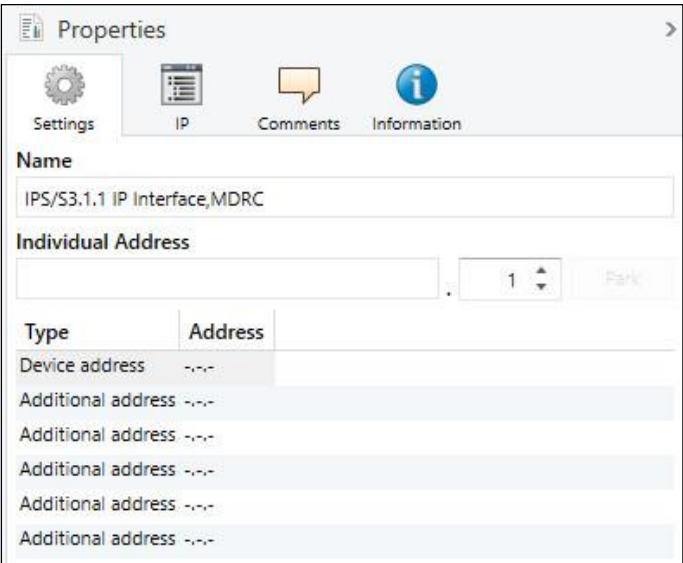 Properties
Settings IP Comments Information
Name
IPS/S3.1.1 IP Interface,MDRC
Individual Address
. 1 Park
Type Address
Device address -.-.-
Additional address -.-.-
Additional address -.-.-
Additional address -.-.-
Additional address -.-.-
Additional address -.-.-